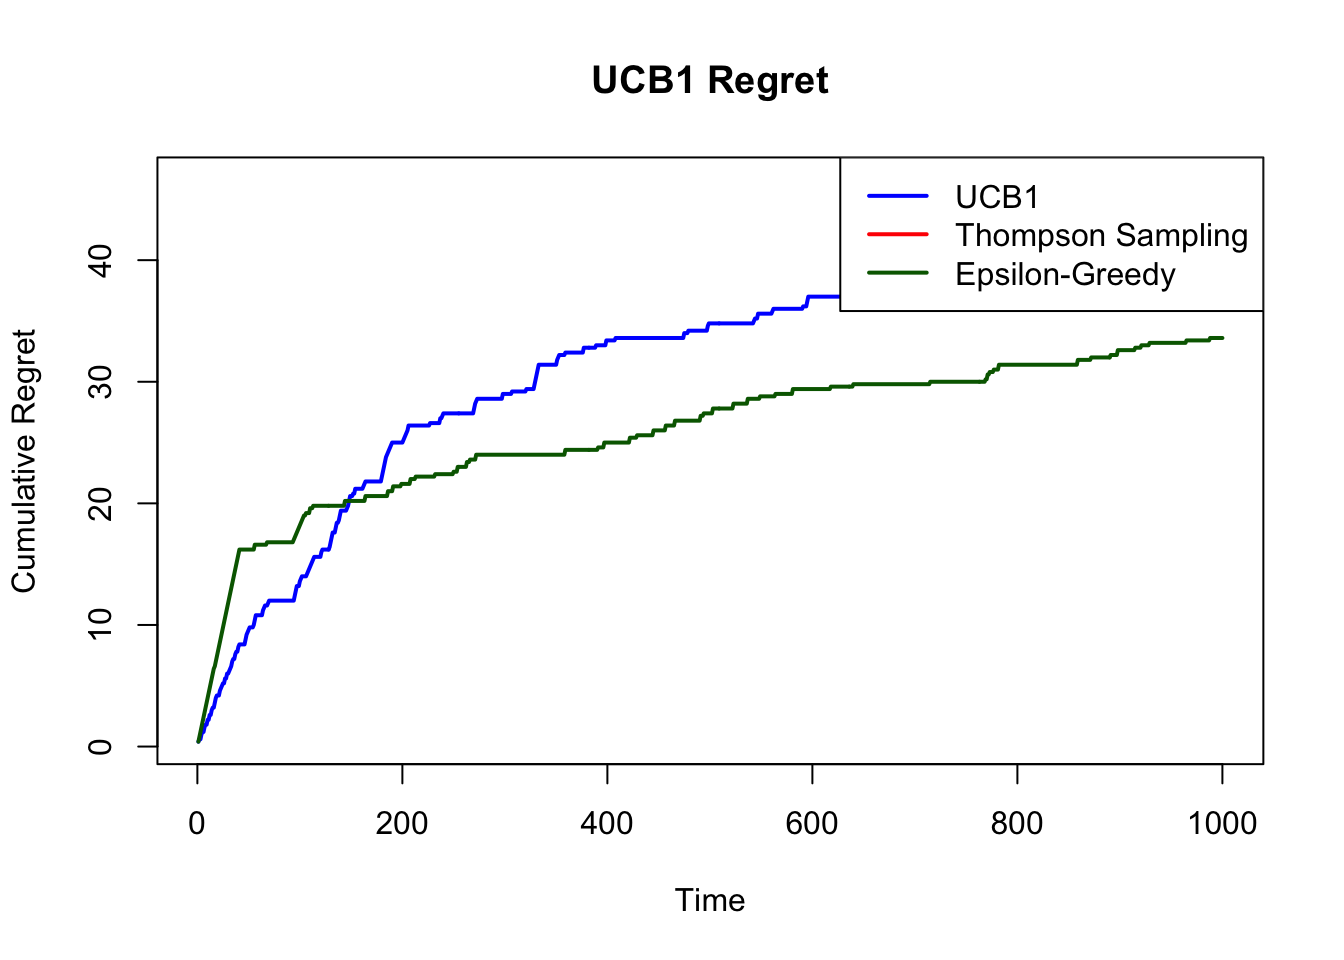 UCB1 Regret
UCB1
Thompson Sampling
Epsilon-Greedy
Cumulative Regret
40
30
20
10
0
0 200 400 600 800 1000
Time